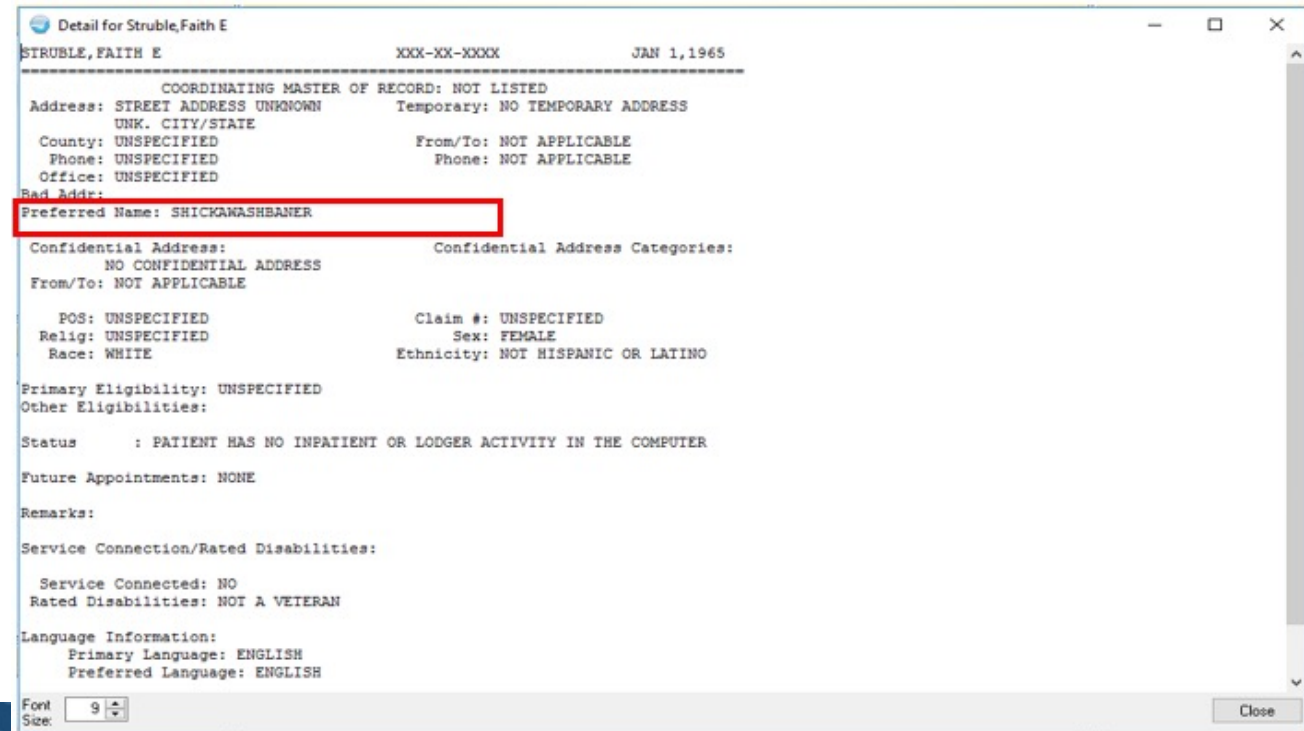 Detail for Struble,Faith E
STRUBLE,FAITH E XXX-XX-XXXX JAN 1,1965
==============================================================================
COORDINATING MASTER OF RECORD: NOT LISTED
Address: STREET ADDRESS UNKNOWN Temporary: NO TEMPORARY ADDRESS
UNK. CITY/STATE
County: UNSPECIFIED From/To: NOT APPLICABLE
Phone: UNSPECIFIED Phone: NOT APPLICABLE
Office: UNSPECIFIED
Bad Addr:
Preferred Name: SHICKAWASHBANER
Confidential Address: Confidential Address Categories:
NO CONFIDENTIAL ADDRESS
From/To: NOT APPLICABLE
POS: UNSPECIFIED Claim #: UNSPECIFIED
Relig: UNSPECIFIED Sex: FEMALE
Race: WHITE Ethnicity: NOT HISPANIC OR LATINO
Primary Eligibility: UNSPECIFIED
Other Eligibilities:
Status : PATIENT HAS NO INPATIENT OR LODGER ACTIVITY IN THE COMPUTER
Future Appointments: NONE
Remarks:
Service Connection/Rated Disabilities:
Service Connected: NO
Rated Disabilities: NOT A VETERAN
Language Information:
Primary Language: ENGLISH
Preferred Language: ENGLISH
Font Size: 9 Close